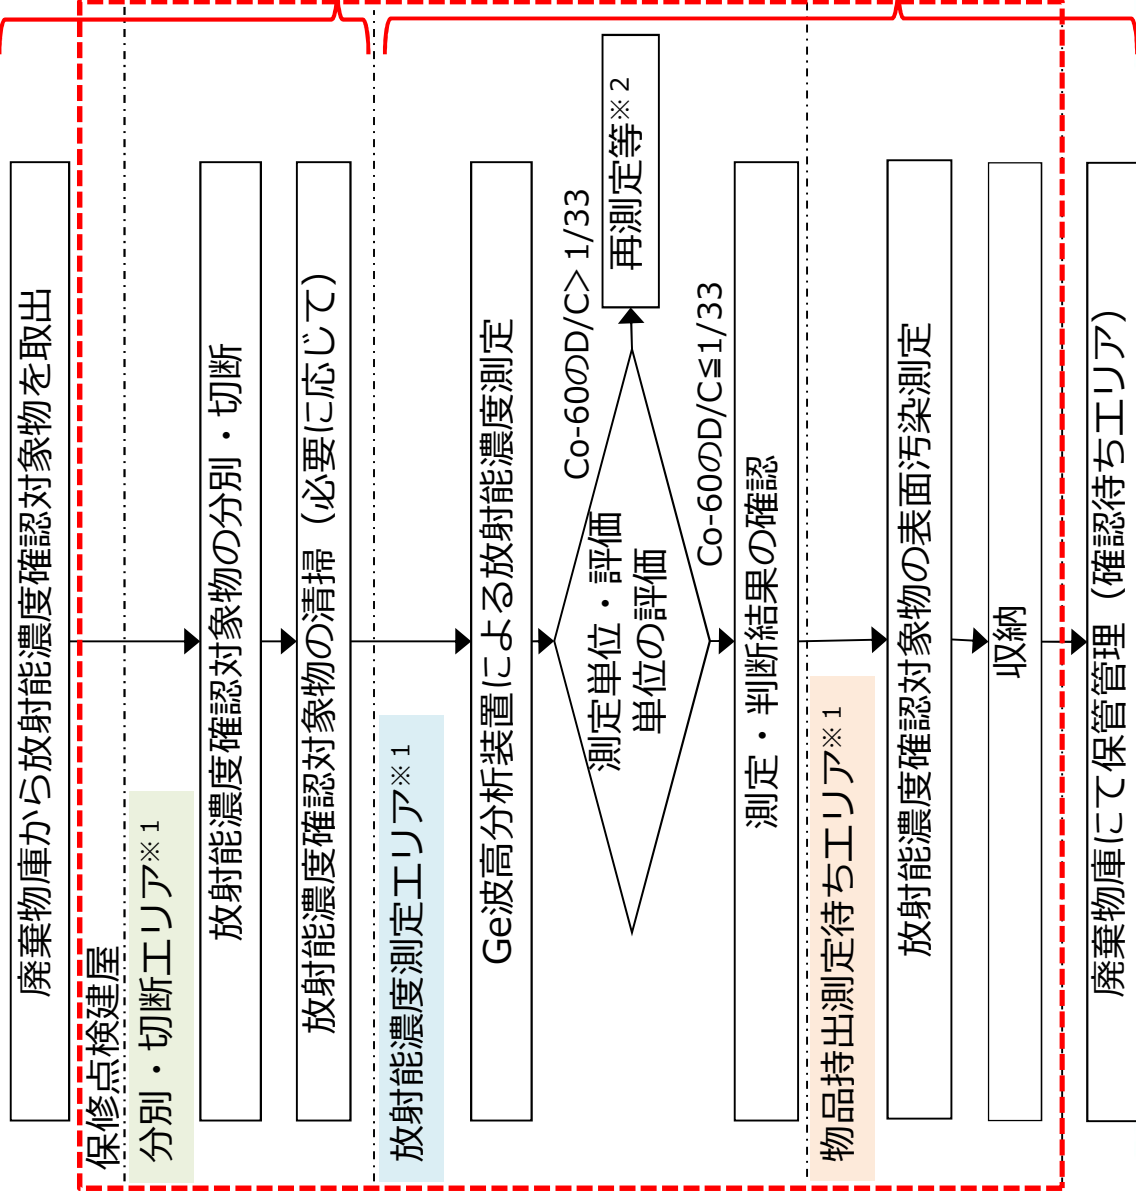 廃棄物庫から放射能濃度確認対象物を取出
保修点検建屋
分別・切断エリア※1
放射能濃度確認対象物の分別・切断
放射能濃度確認対象物の清掃（必要に応じて）
放射能濃度測定エリア※1
Ge波高分析装置による放射能濃度測定
Co-60のD/C>1/33
測定単位・評価
単位の評価
再測定等※2
Co-60のD/C≦1/33
測定・判断結果の確認
物品持出測定待ちエリア※1
放射能濃度確認対象物の表面汚染測定
収納
廃棄物庫にて保管管理（確認待ちエリア）